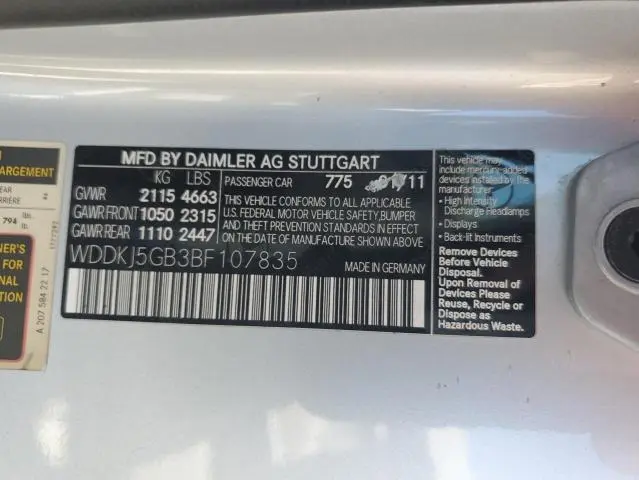 ARGEMENT
794 lbs.
A 207 584 22 17
MFD BY DAIMLER AG STUTTGART
KG LBS
GVWR 2115 4663
GAWR FRONT 1050 2315
GAWR REAR 1110 2447
PASSENGER CAR 775 /11
THIS VEHICLE CONFORMS TO ALL APPLICABLE
U.S. FEDERAL MOTOR VEHICLE SAFETY, BUMPER
AND THEFT PREVENTION STANDARDS IN EFFECT
ON THE DATE OF MANUFACTURE SHOWN ABOVE.
WDDKJ5GB3BF107835
MADE IN GERMANY
This vehicle may
include mercury-added
devices installed by the
manufacturer:
• High Intensity
Discharge Headlamps
• Displays
• Back-lit Instruments
Remove Devices
Before Vehicle
Disposal.
Upon Removal of
Devices Please
Reuse, Recycle or
Dispose as
Hazardous Waste.